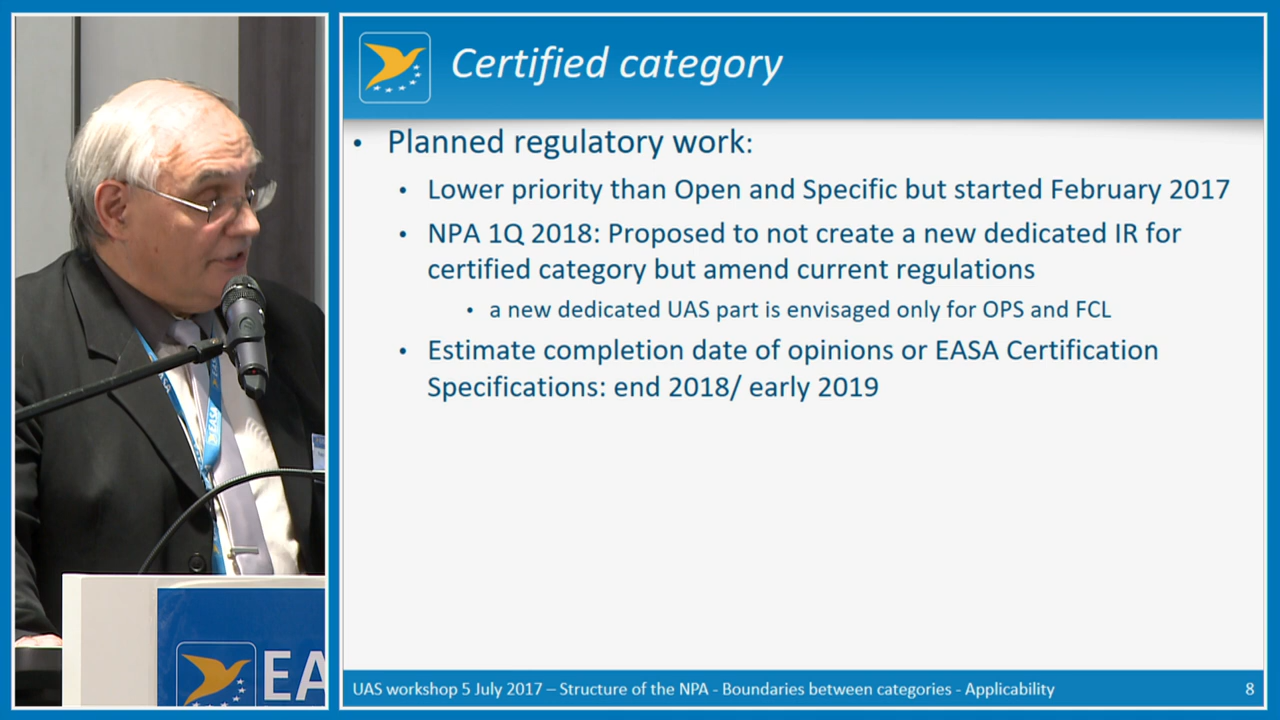 Certified category
• Planned regulatory work:
• Lower priority than Open and Specific but started February 2017
• NPA 1Q 2018: Proposed to not create a new dedicated IR for
certified category but amend current regulations
• a new dedicated UAS part is envisaged only for OPS and FCL
• Estimate completion date of opinions or EASA Certification
Specifications: end 2018/ early 2019
UAS workshop 5 July 2017 – Structure of the NPA - Boundaries between categories - Applicability
8
EASA
EA